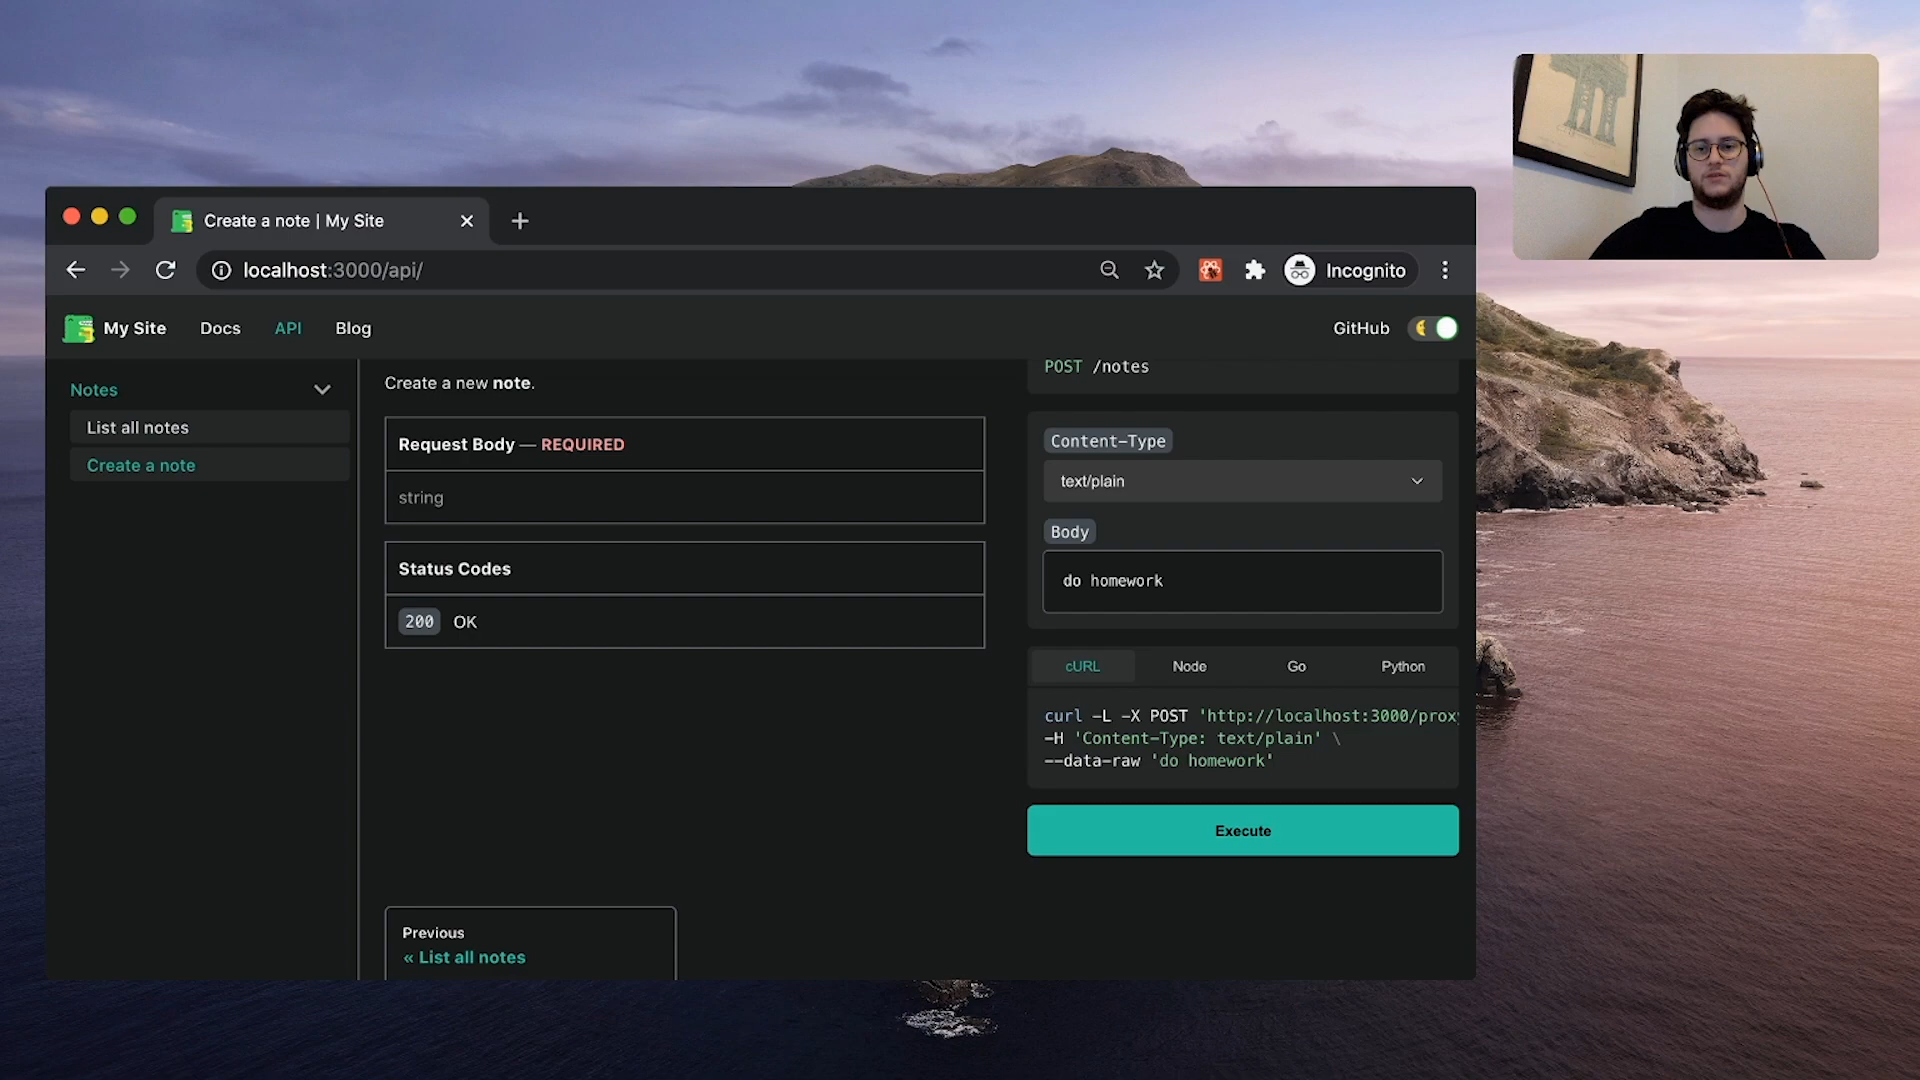 Create a note | My Site
localhost:3000/api/
Incognito
My Site
Docs
API
Blog
GitHub
Notes
List all notes
Create a note
Create a new note.
Request Body — REQUIRED
string
Status Codes
200 OK
Previous
« List all notes
POST /notes
Content-Type
text/plain
Body
do homework
cURL
Node
Go
Python
curl -L -X POST 'http://localhost:3000/prox
-H 'Content-Type: text/plain' \
--data-raw 'do homework'
Execute